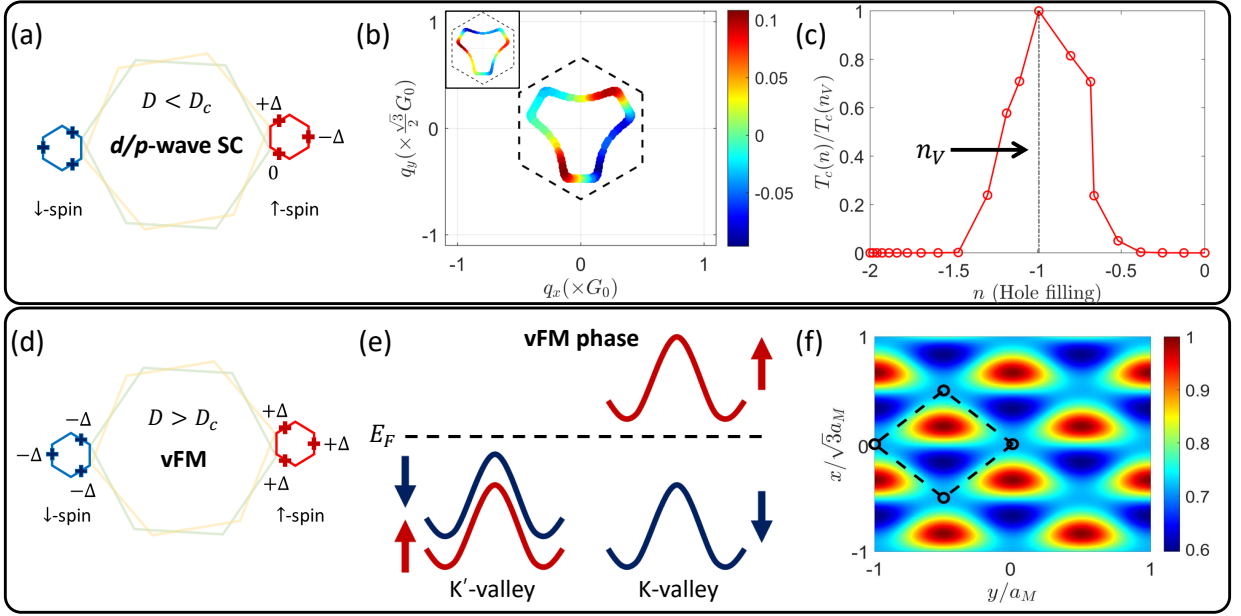 (a)
D < D_c
d/p-wave SC
+Δ
−Δ
0
↓-spin
↑-spin
(b)
1
0
-1
q_y(× √3/2 G_0)
-1
0
1
q_x(×G_0)
0.1
0.05
0
-0.05
(c)
1
0.8
0.6
0.4
0.2
0
T_c(n)/T_c(n_V)
n_V
-2
-1.5
-1
-0.5
0
n (Hole filling)
(d)
D > D_c
vFM
−Δ
−Δ
−Δ
+Δ
+Δ
+Δ
↓-spin
↑-spin
(e)
vFM phase
E_F
K′-valley
K-valley
(f)
1
0
-1
x/√3a_M
-1
0
1
y/a_M
1
0.9
0.8
0.7
0.6